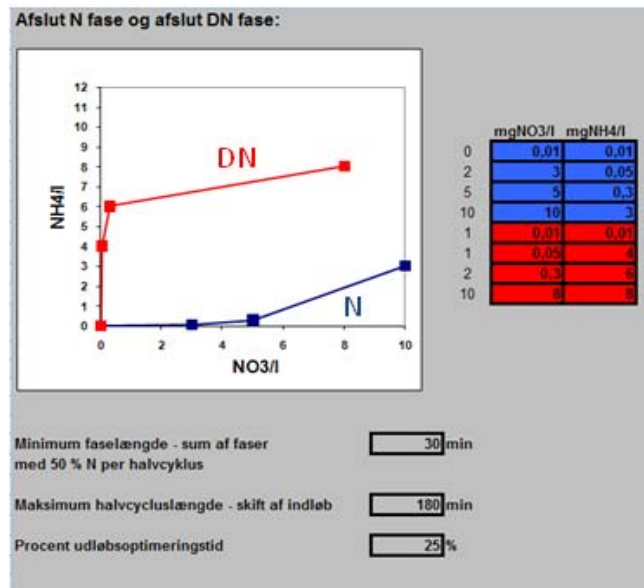 Afslut N fase og afslut DN fase:
NH4/l
12
11
10
9
8
7
6
5
4
3
2
1
0
DN
N
0 2 4 6 8 10
NO3/l
mgNO3/l mgNH4/l
0 0,01 0,01
2 3 0,05
5 5 0,3
10 10 3
1 0,01 0,01
1 0,05 4
2 0,3 6
10 8 8
Minimum faselængde - sum af faser 30 min
med 50 % N per halvcyklus
Maksimum halvcycluslængde - skift af indløb 180 min
Procent udløbsoptimeringstid 25 %